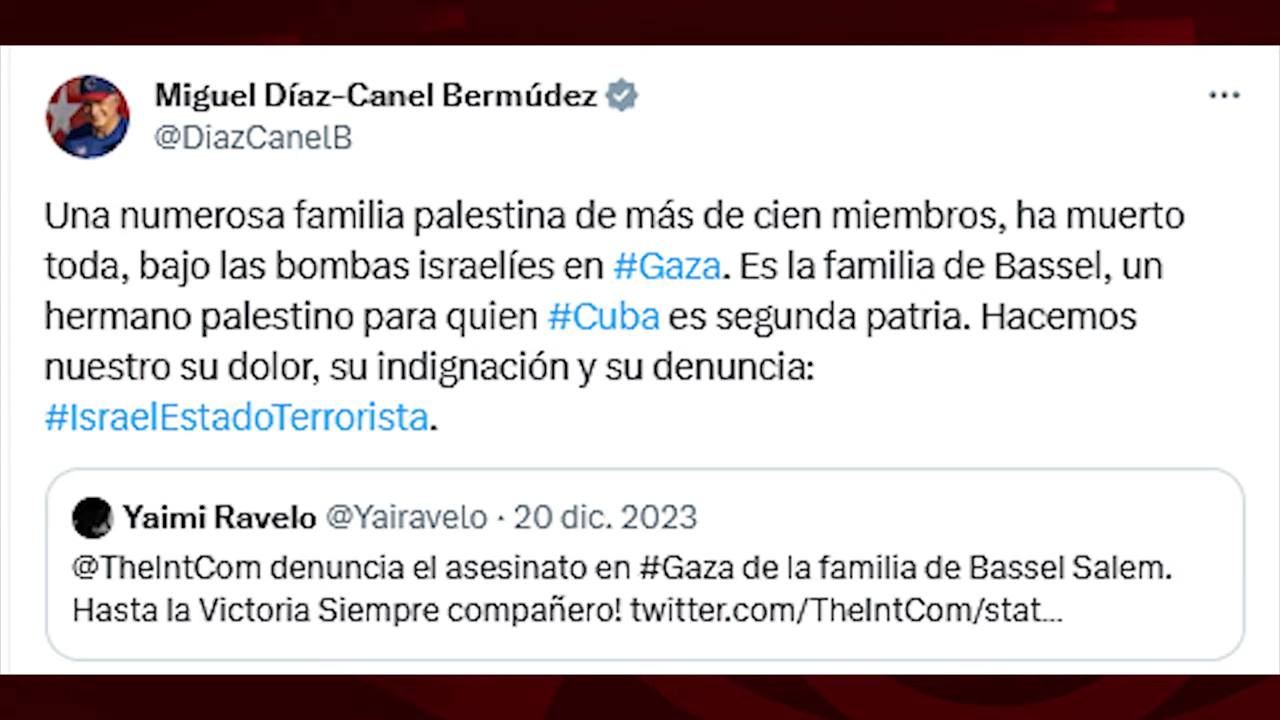 Miguel Díaz-Canel Bermúdez
@DiazCanelB
Una numerosa familia palestina de más de cien miembros, ha muerto
toda, bajo las bombas israelíes en #Gaza. Es la familia de Bassel, un
hermano palestino para quien #Cuba es segunda patria. Hacemos
nuestro su dolor, su indignación y su denuncia:
#IsraelEstadoTerrorista.
Yaimi Ravelo @Yairavelo · 20 dic. 2023
@TheIntCom denuncia el asesinato en #Gaza de la familia de Bassel Salem.
Hasta la Victoria Siempre compañero! twitter.com/TheIntCom/stat...